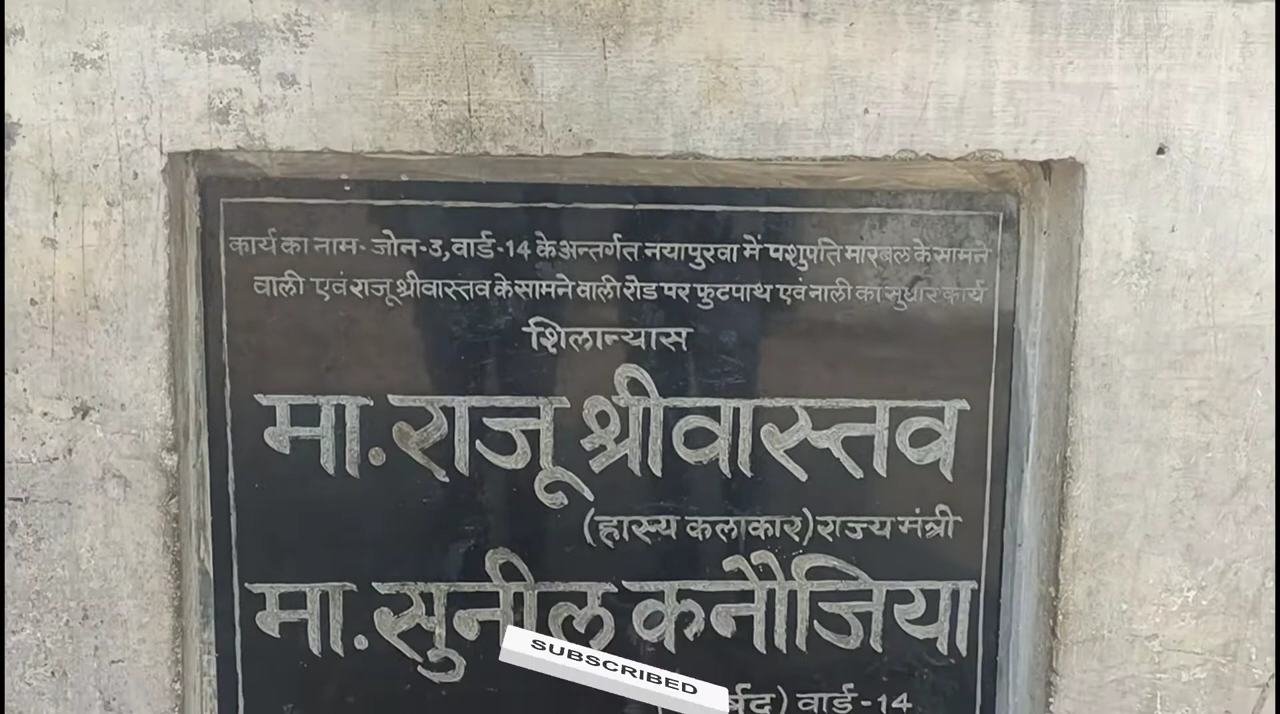 कार्य का नाम- जोन-3, वार्ड-14 के अन्तर्गत नयापुरवा में पशुपति मारबल के सामने
वाली एवं राजू श्रीवास्तव के सामने वाली रोड पर फुटपाथ एवं नाली का सुधार कार्य
शिलान्यास
मा. राजू श्रीवास्तव
(हास्य कलाकार) राज्य मंत्री
मा. सुनील कनौजिया
SUBSCRIBED
वार्ड-14